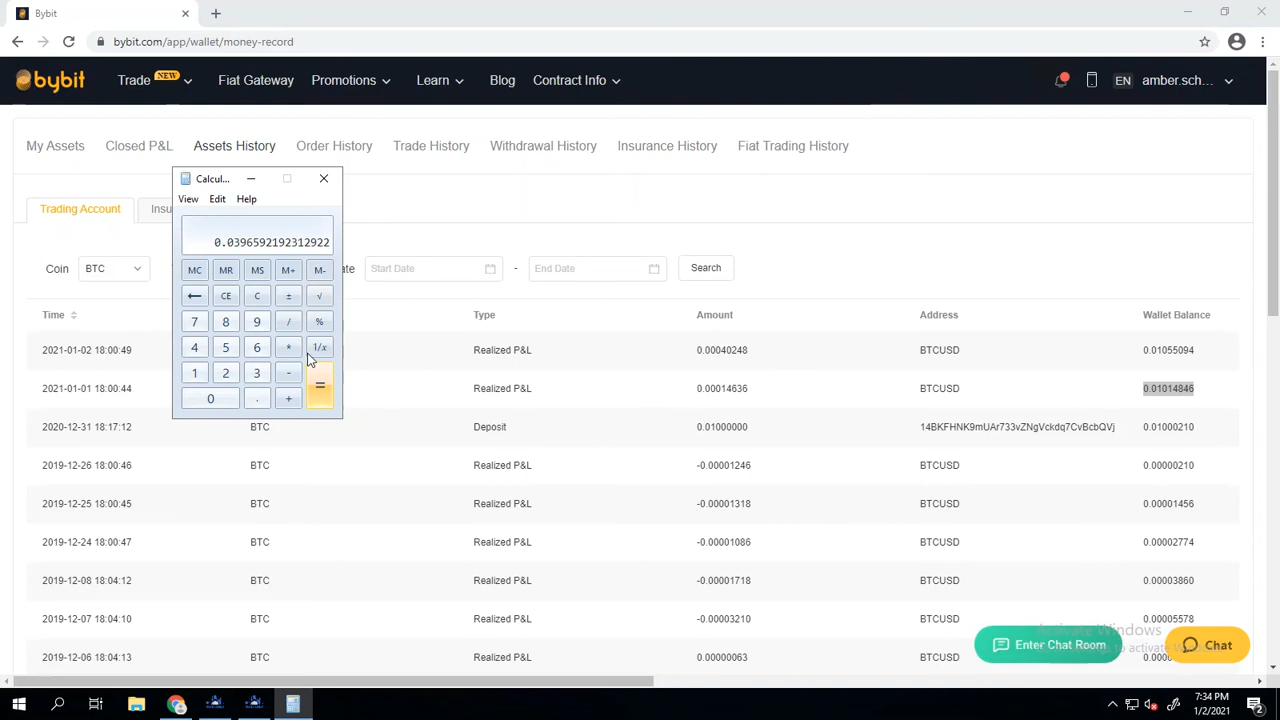 Bybit
bybit.com/app/wallet/money-record
bybit Trade NEW Fiat Gateway Promotions Learn Blog Contract Info EN amber.sch...
My Assets Closed P&L Assets History Order History Trade History Withdrawal History Insurance History Fiat Trading History
Calcul...
View Edit Help
Trading Account Insu
0.0396592192312922
Coin BTC ate Start Date - End Date Search
MC MR MS M+ M-
← CE C ± √
7 8 9 / %
4 5 6 * 1/x
1 2 3 - =
0 . +
Time Type Amount Address Wallet Balance
2021-01-02 18:00:49 Realized P&L 0.00040248 BTCUSD 0.01055094
2021-01-01 18:00:44 Realized P&L 0.00014636 BTCUSD 0.01014846
2020-12-31 18:17:12 BTC Deposit 0.01000000 14BKFHNK9mUAr733vZNgVckdq7CvBcbQVj 0.01000210
2019-12-26 18:00:46 BTC Realized P&L -0.00001246 BTCUSD 0.00000210
2019-12-25 18:00:45 BTC Realized P&L -0.00001318 BTCUSD 0.00001456
2019-12-24 18:00:47 BTC Realized P&L -0.00001086 BTCUSD 0.00002774
2019-12-08 18:04:12 BTC Realized P&L -0.00001718 BTCUSD 0.00003860
2019-12-07 18:04:10 BTC Realized P&L -0.00003210 BTCUSD 0.00005578
2019-12-06 18:04:13 BTC Realized P&L 0.00000063 BTCUSD
Activate Windows
Enter Chat Room Chat
7:34 PM
1/2/2021
2